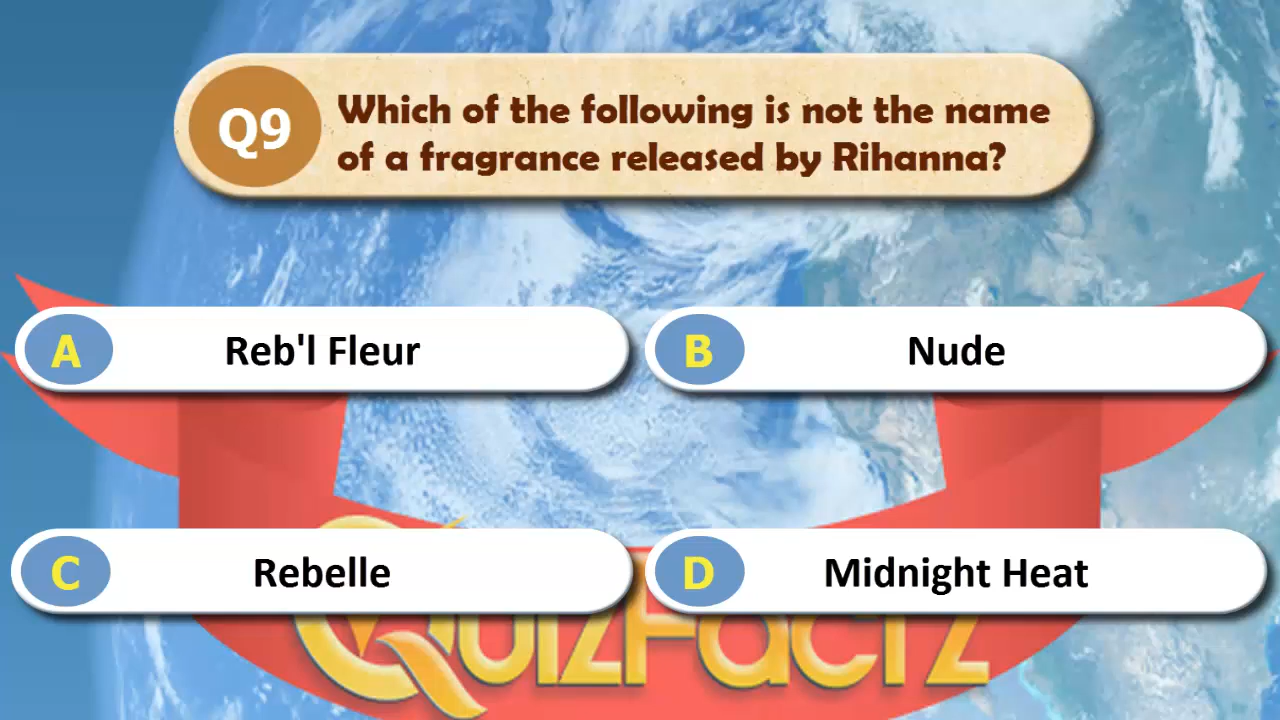 Q9
Which of the following is not the name
of a fragrance released by Rihanna?
A Reb'l Fleur
B Nude
C Rebelle
D Midnight Heat
QuizFactz